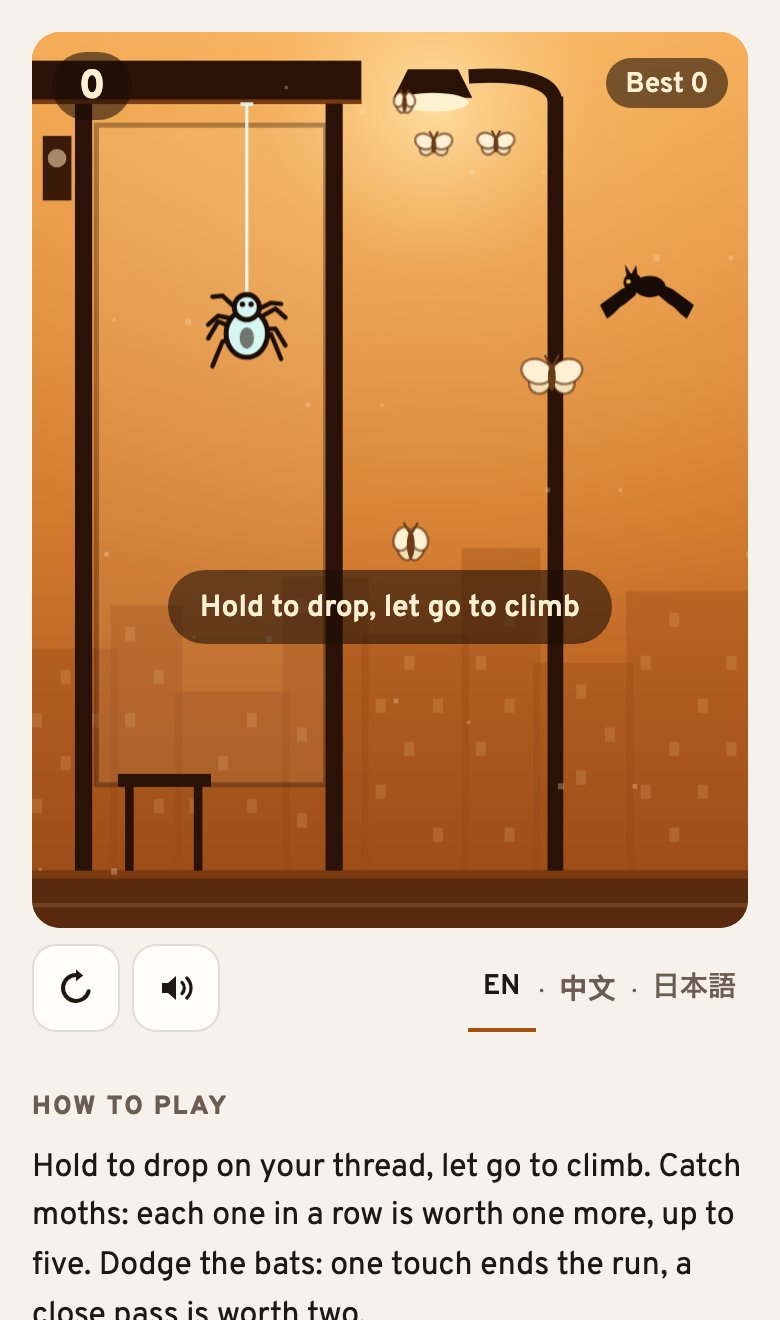 0
Best 0
Hold to drop, let go to climb
EN · 中文 · 日本語
HOW TO PLAY
Hold to drop on your thread, let go to climb. Catch
moths: each one in a row is worth one more, up to
five. Dodge the bats: one touch ends the run, a
close pass is worth two.